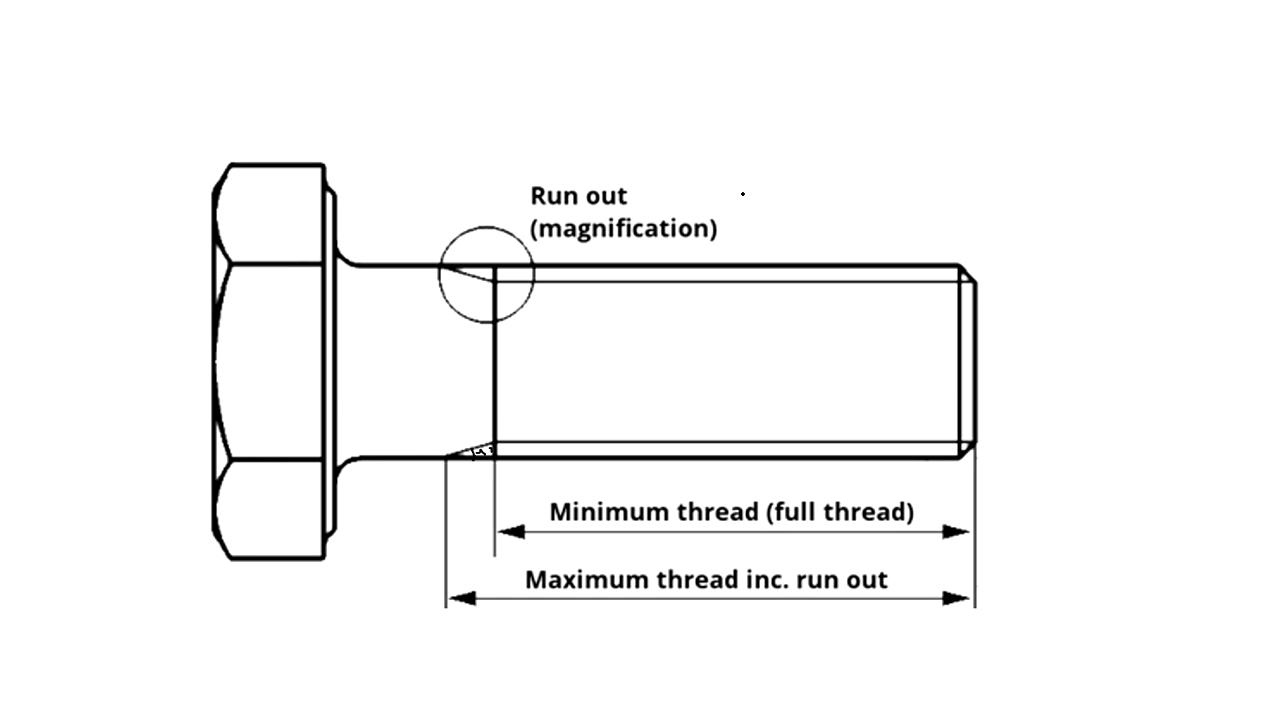 Run out
(magnification)
Minimum thread (full thread)
Maximum thread inc. run out